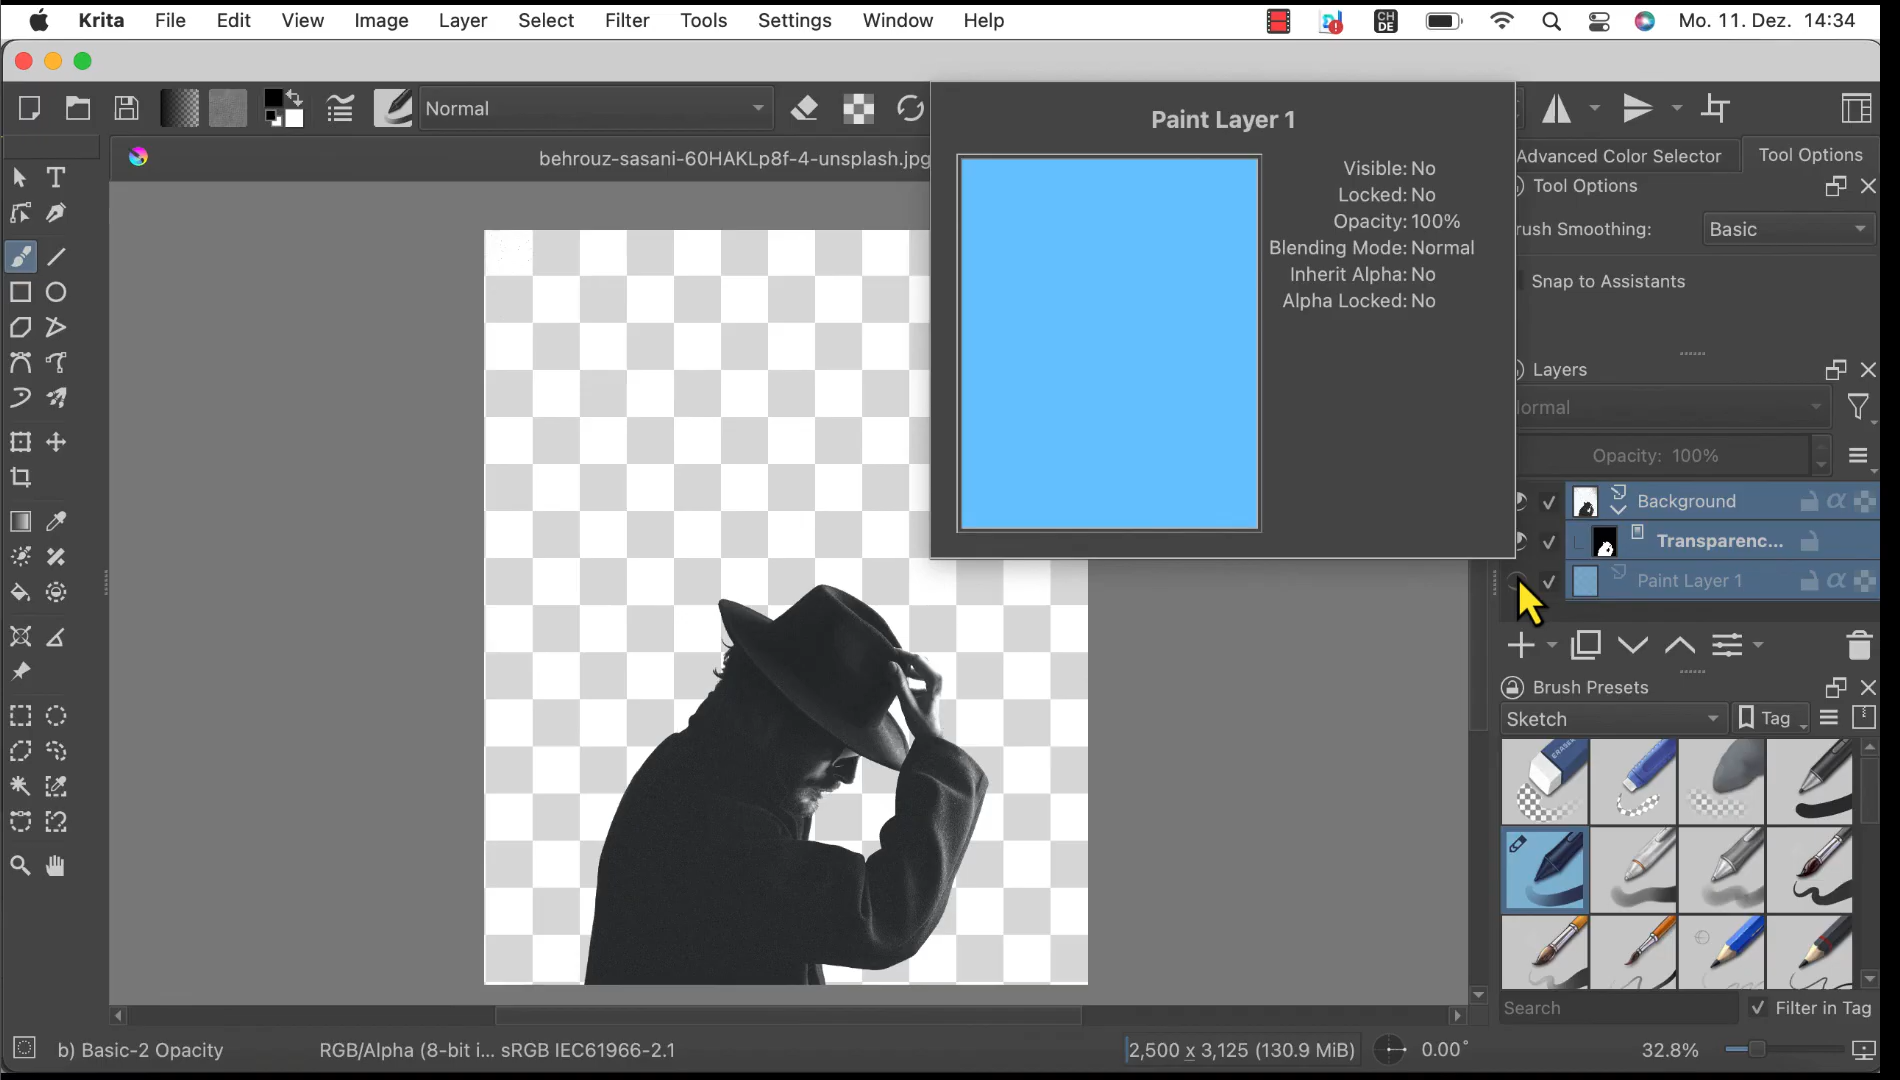 Krita File Edit View Image Layer Select Filter Tools Settings Window Help CH DE Mo. 11. Dez. 14:34
Normal
behrouz-sasani-60HAKLp8f-4-unsplash.jpg
Paint Layer 1
Visible: No
Locked: No
Opacity: 100%
Blending Mode: Normal
Inherit Alpha: No
Alpha Locked: No
Advanced Color Selector Tool Options
Tool Options
rush Smoothing: Basic
Snap to Assistants
Layers
ormal
Opacity: 100%
Background
Transparenc...
Paint Layer 1
Brush Presets
Sketch Tag
Search Filter in Tag
b) Basic-2 Opacity RGB/Alpha (8-bit i... sRGB IEC61966-2.1 2,500 x 3,125 (130.9 MiB) 0.00° 32.8%